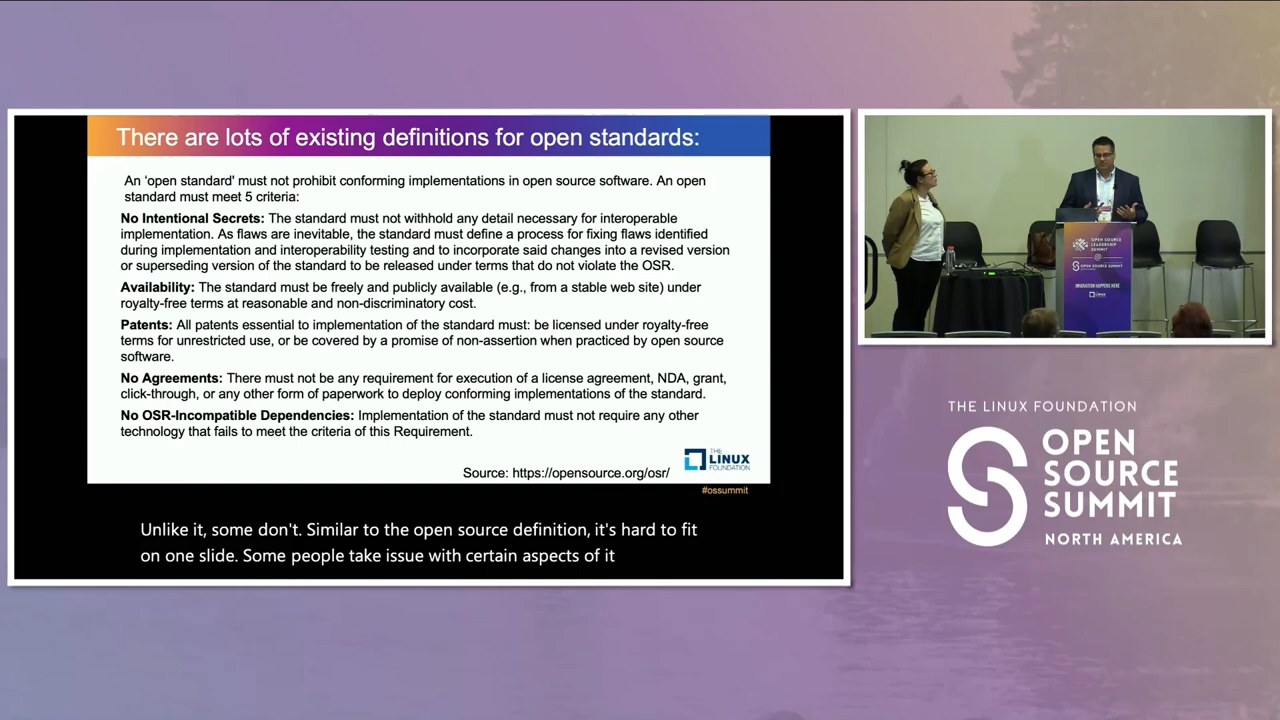 There are lots of existing definitions for open standards:
An 'open standard' must not prohibit conforming implementations in open source software. An open
standard must meet 5 criteria:
No Intentional Secrets: The standard must not withhold any detail necessary for interoperable
implementation. As flaws are inevitable, the standard must define a process for fixing flaws identified
during implementation and interoperability testing and to incorporate said changes into a revised version
or superseding version of the standard to be released under terms that do not violate the OSR.
Availability: The standard must be freely and publicly available (e.g., from a stable web site) under
royalty-free terms at reasonable and non-discriminatory cost.
Patents: All patents essential to implementation of the standard must: be licensed under royalty-free
terms for unrestricted use, or be covered by a promise of non-assertion when practiced by open source
software.
No Agreements: There must not be any requirement for execution of a license agreement, NDA, grant,
click-through, or any other form of paperwork to deploy conforming implementations of the standard.
No OSR-Incompatible Dependencies: Implementation of the standard must not require any other
technology that fails to meet the criteria of this Requirement.
Source: https://opensource.org/osr/
THE
LINUX
FOUNDATION
#ossummit
Unlike it, some don't. Similar to the open source definition, it's hard to fit
on one slide. Some people take issue with certain aspects of it
OPEN SOURCE
LEADERSHIP
SUMMIT
@
OPEN SOURCE SUMMIT
INNOVATION HAPPENS HERE
LINUX
THE LINUX FOUNDATION
OPEN
SOURCE
SUMMIT
NORTH AMERICA